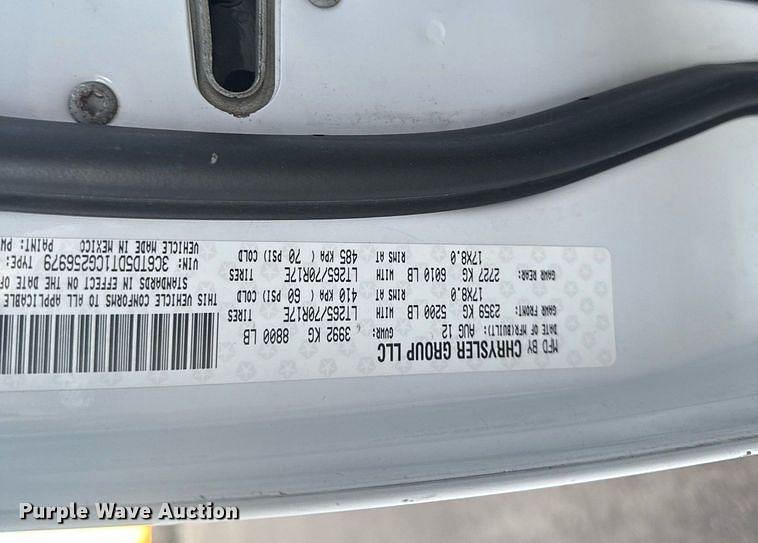 MFD BY CHRYSLER GROUP LLC
DATE OF MFR(BUILT): AUG 12 GVWR: 3992 KG 8800 LB
GAWR FRONT: 2359 KG 5200 LB WITH LT265/70R17E TIRES
17X8.0 RIMS AT 410 KPA( 60 PSI) COLD
GAWR REAR: 2727 KG 6010 LB WITH LT265/70R17E TIRES
17X8.0 RIMS AT 485 KPA( 70 PSI) COLD
THIS VEHICLE CONFORMS TO ALL APPLICABLE
STANDARDS IN EFFECT ON THE DATE OF
VIN: 3C6TD5DT1CG256979 TYPE:
VEHICLE MADE IN MEXICO PAINT: PW
Purple Wave Auction